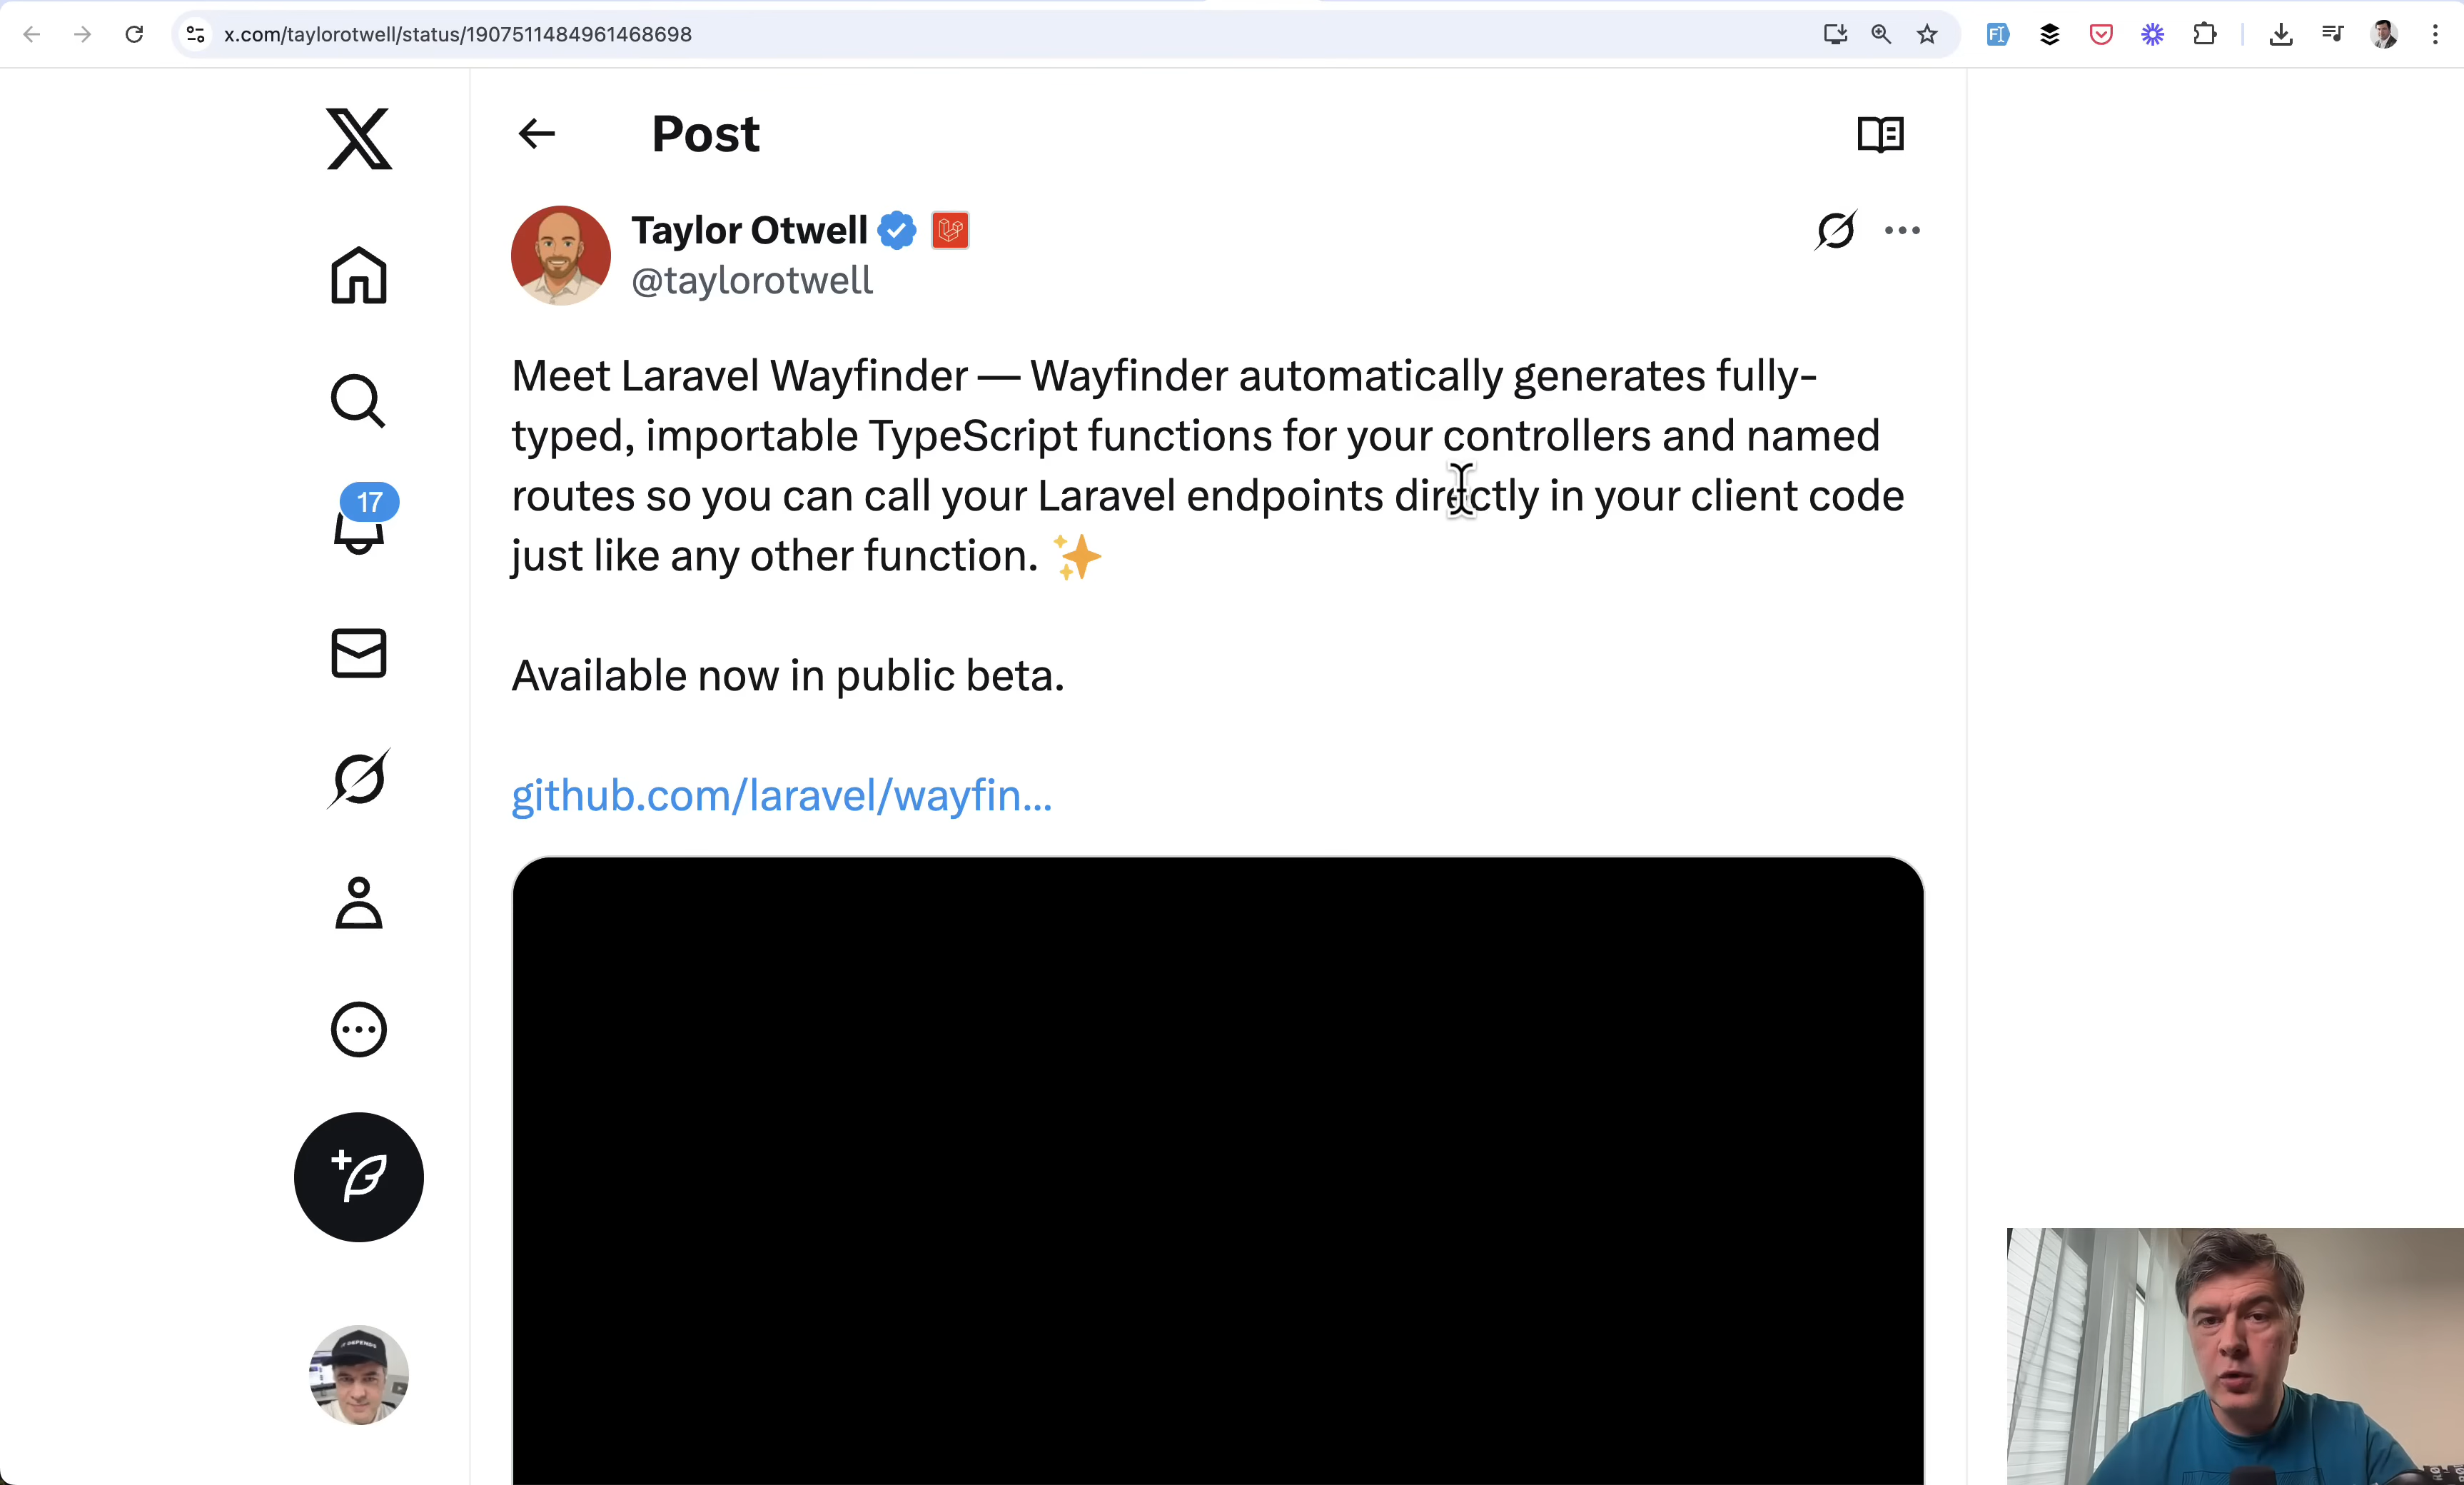 x.com/taylorotwell/status/1907511484961468698
Post
Taylor Otwell
@taylorotwell
Meet Laravel Wayfinder — Wayfinder automatically generates fully-
typed, importable TypeScript functions for your controllers and named
routes so you can call your Laravel endpoints directly in your client code
just like any other function. ✨
Available now in public beta.
github.com/laravel/wayfin...
17